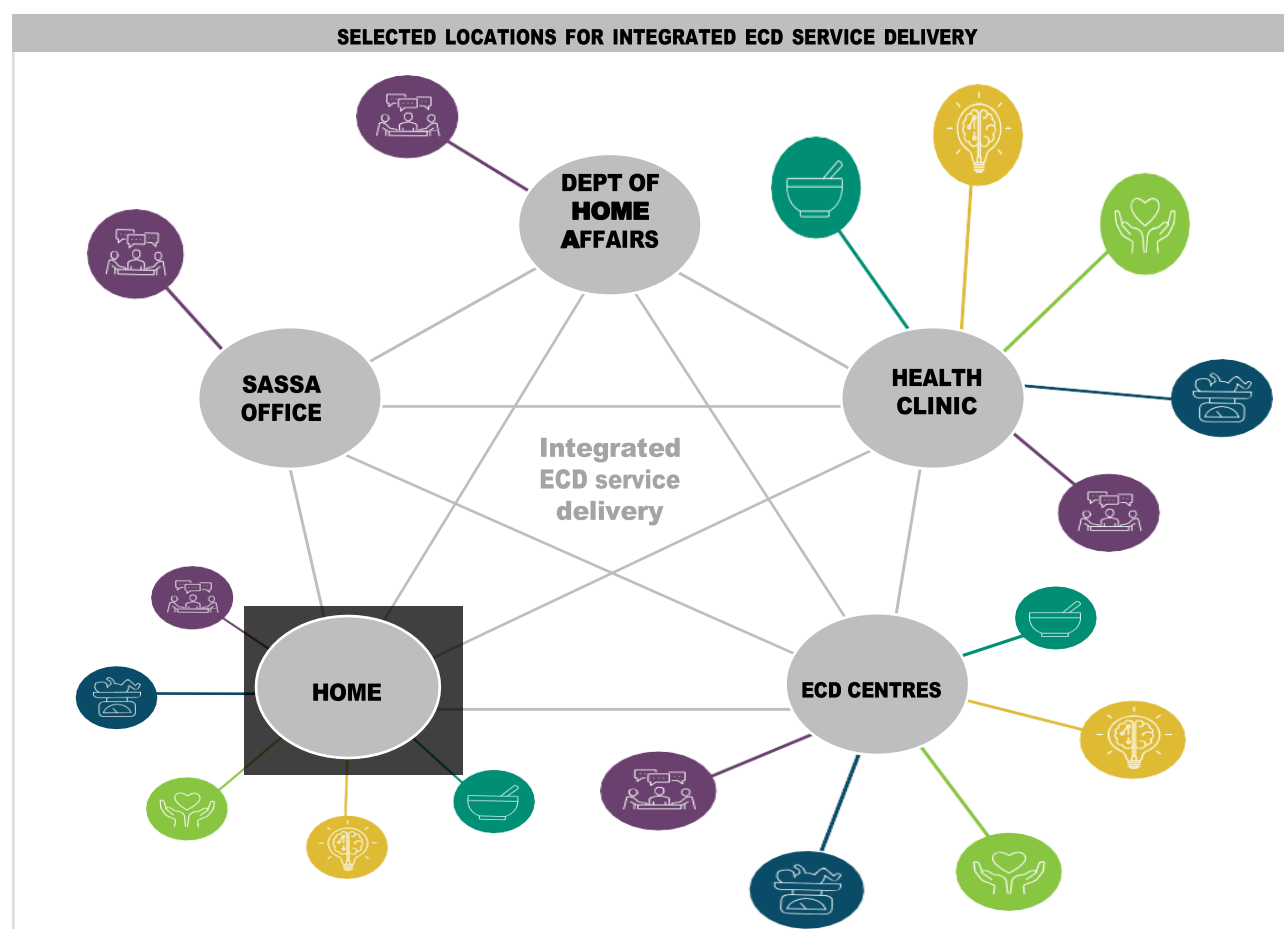 SELECTED LOCATIONS FOR INTEGRATED ECD SERVICE DELIVERY
DEPT OF
HOME
AFFAIRS
SASSA
OFFICE
HEALTH
CLINIC
Integrated
ECD service
delivery
HOME
ECD CENTRES